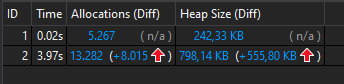 ID Time Allocations (Diff) Heap Size (Diff)
1 0.02s 5.267 (n/a) 242,33 KB (n/a)
2 3.97s 13.282 (+8.015) 798,14 KB (+555,80 KB)